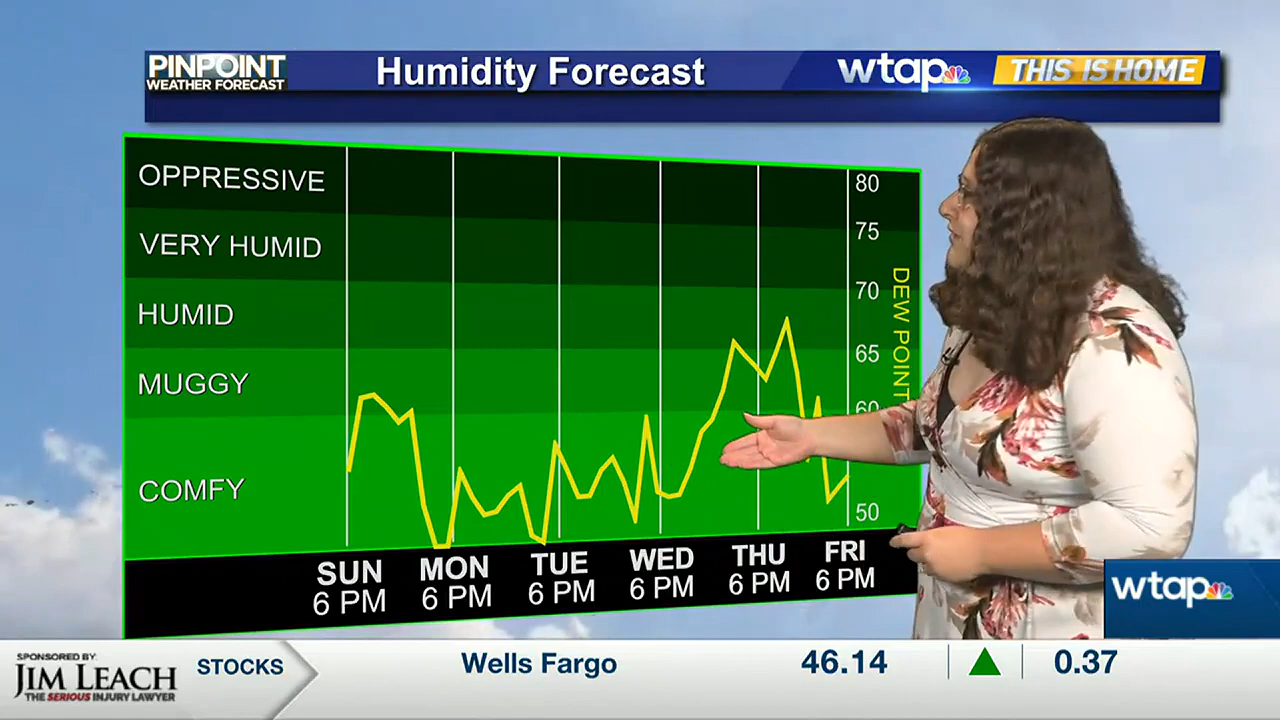 PINPOINT
WEATHER FORECAST
Humidity Forecast
wtap
THIS IS HOME
OPPRESSIVE
VERY HUMID
HUMID
MUGGY
COMFY
80
75
70
65
60
50
DEW POINT
SUN
6 PM
MON
6 PM
TUE
6 PM
WED
6 PM
THU
6 PM
FRI
6 PM
wtap
SPONSORED BY:
JIM LEACH
THE SERIOUS INJURY LAWYER
STOCKS
Wells Fargo
46.14
0.37